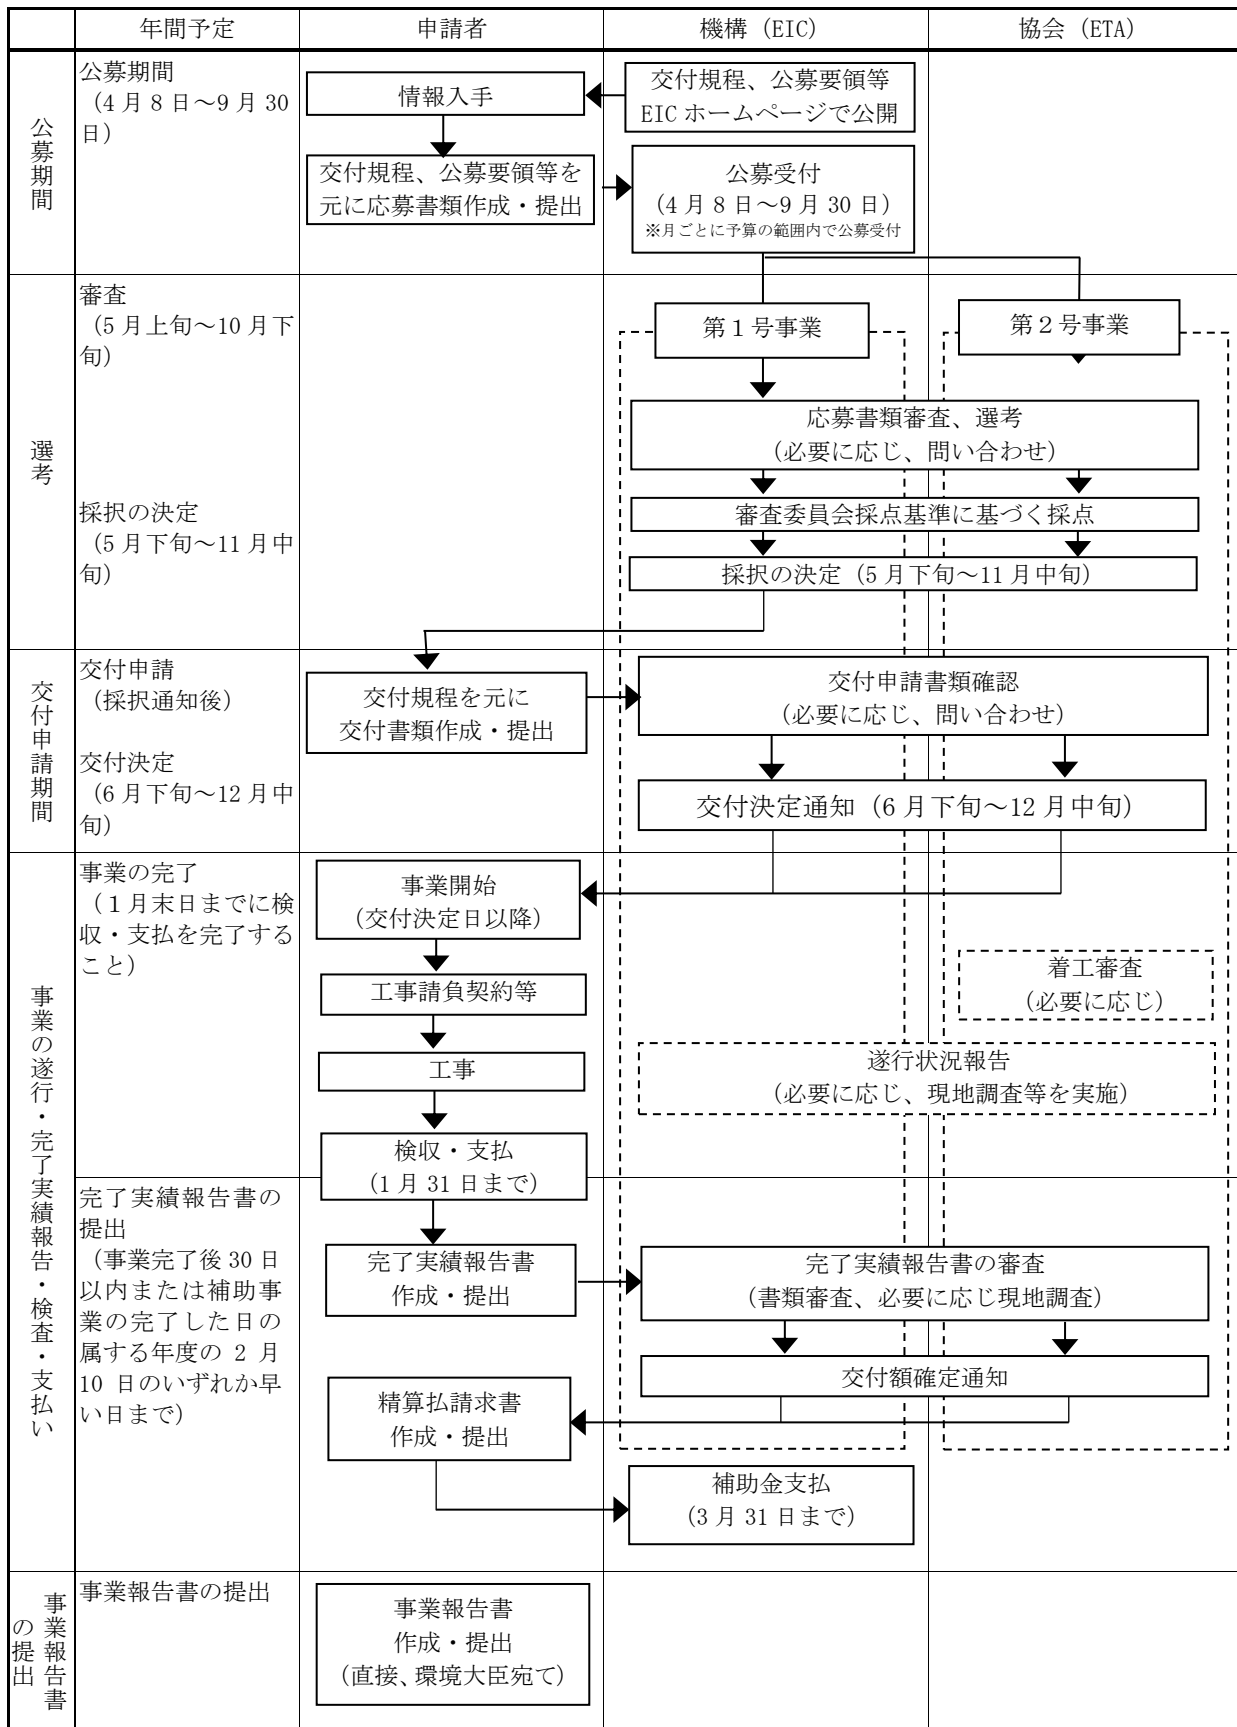 年間予定
申請者
機構（EIC）
協会（ETA）
公募期間
公募期間
（4月8日～9月30
日）
情報入手
交付規程、公募要領等
EICホームページで公開
交付規程、公募要領等を
元に応募書類作成・提出
公募受付
（4月8日～9月30日）
※月ごとに予算の範囲内で公募受付
選考
審査
（5月上旬～10月下
旬）
第１号事業
第２号事業
応募書類審査、選考
（必要に応じ、問い合わせ）
採択の決定
（5月下旬～11月中
旬）
審査委員会採点基準に基づく採点
採択の決定（5月下旬～11月中旬）
交付申請期間
交付申請
（採択通知後）
交付規程を元に
交付書類作成・提出
交付申請書類確認
（必要に応じ、問い合わせ）
交付決定
（6月下旬～12月中
旬）
交付決定通知（6月下旬～12月中旬）
事業の遂行・完了実績報告・検査・支払い
事業の完了
（１月末日までに検
収・支払を完了する
こと）
事業開始
（交付決定日以降）
工事請負契約等
着工審査
（必要に応じ）
工事
遂行状況報告
（必要に応じ、現地調査等を実施）
検収・支払
（1月31日まで）
完了実績報告書の
提出
（事業完了後30日
以内または補助事
業の完了した日の
属する年度の 2 月
10 日のいずれか早
い日まで）
完了実績報告書
作成・提出
完了実績報告書の審査
（書類審査、必要に応じ現地調査）
交付額確定通知
精算払請求書
作成・提出
補助金支払
（3月31日まで）
事業報告書
の提出
事業報告書の提出
事業報告書
作成・提出
（直接、環境大臣宛て）